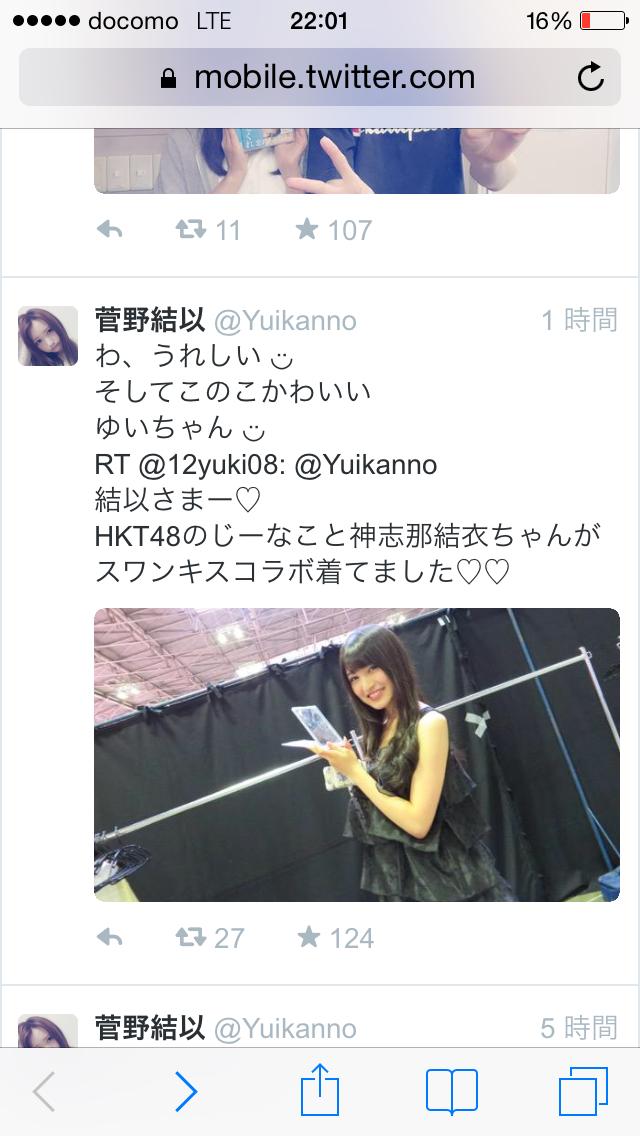 docomo LTE 22:01 16%
mobile.twitter.com
11 107
菅野結以 @Yuikanno 1 時間
わ、うれしい
そしてこのこかわいい
ゆいちゃん
RT @12yuki08: @Yuikanno
結以さまー♡
HKT48のじーなこと神志那結衣ちゃんが
スワンキスコラボ着てました♡♡
27 124
菅野結以 @Yuikanno 5 時間